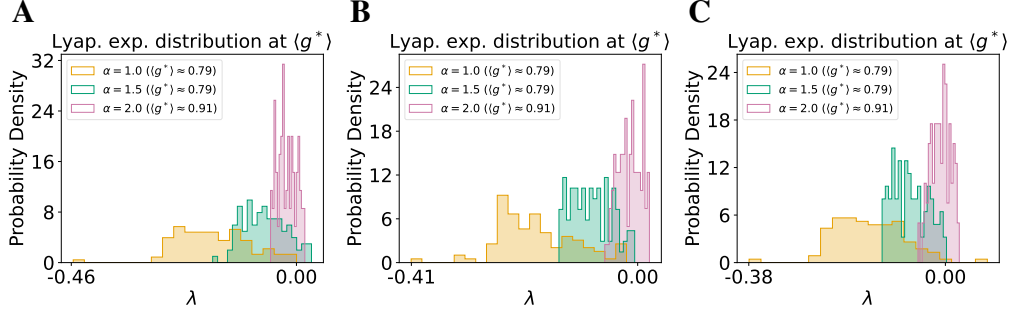 A
Lyap. exp. distribution at ⟨g*⟩
Probability Density
32
24
16
8
0
α = 1.0 (⟨g*⟩ ≈ 0.79)
α = 1.5 (⟨g*⟩ ≈ 0.79)
α = 2.0 (⟨g*⟩ ≈ 0.91)
-0.46
0.00
λ
B
Lyap. exp. distribution at ⟨g*⟩
Probability Density
24
18
12
6
0
α = 1.0 (⟨g*⟩ ≈ 0.79)
α = 1.5 (⟨g*⟩ ≈ 0.79)
α = 2.0 (⟨g*⟩ ≈ 0.91)
-0.41
0.00
λ
C
Lyap. exp. distribution at ⟨g*⟩
Probability Density
24
18
12
6
0
α = 1.0 (⟨g*⟩ ≈ 0.79)
α = 1.5 (⟨g*⟩ ≈ 0.79)
α = 2.0 (⟨g*⟩ ≈ 0.91)
-0.38
0.00
λ